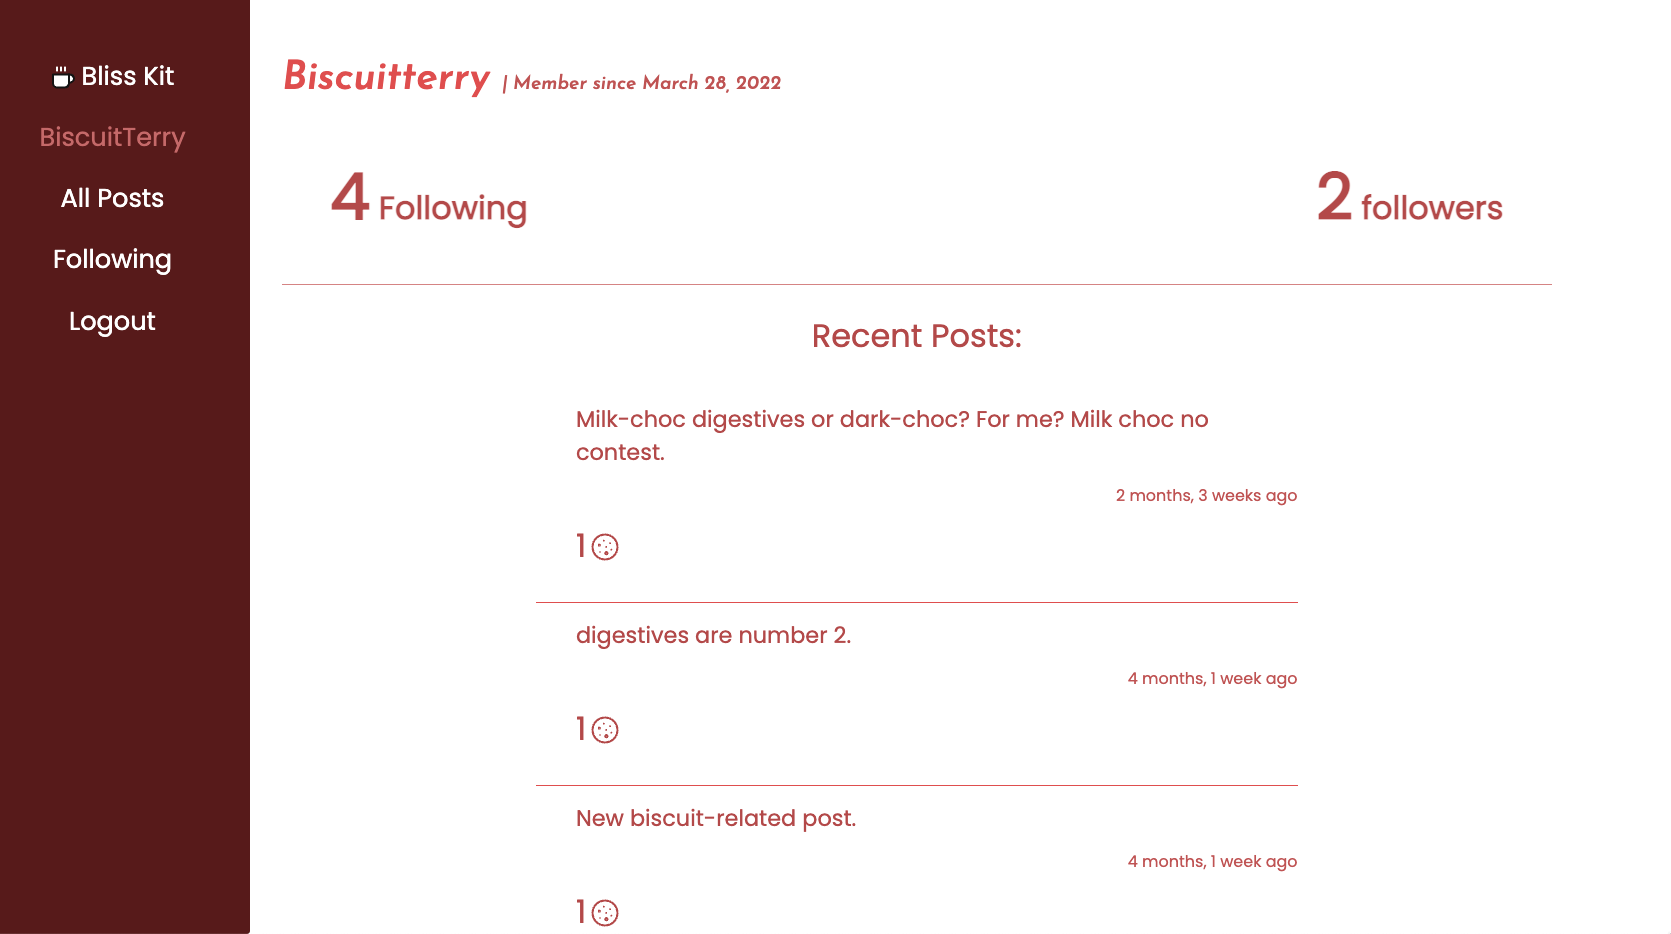 Bliss Kit
BiscuitTerry
All Posts
Following
Logout
Biscuitterry | Member since March 28, 2022
4 Following
2 followers
Recent Posts:
Milk-choc digestives or dark-choc? For me? Milk choc no
contest.
2 months, 3 weeks ago
1
digestives are number 2.
4 months, 1 week ago
1
New biscuit-related post.
4 months, 1 week ago
1